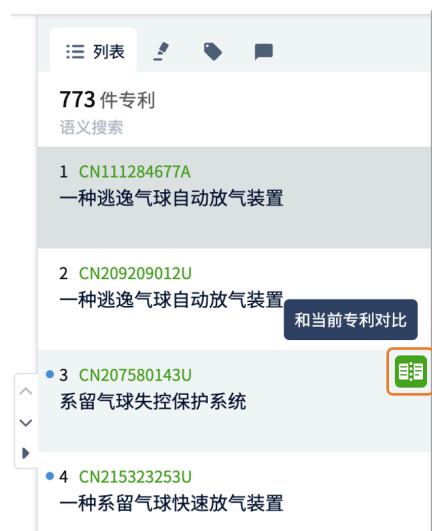 列表
773 件专利
语义搜索
1 CN111284677A
一种逃逸气球自动放气装置
2 CN209209012U
一种逃逸气球自动放气装置
和当前专利对比
3 CN207580143U
系留气球失控保护系统
4 CN215323253U
一种系留气球快速放气装置